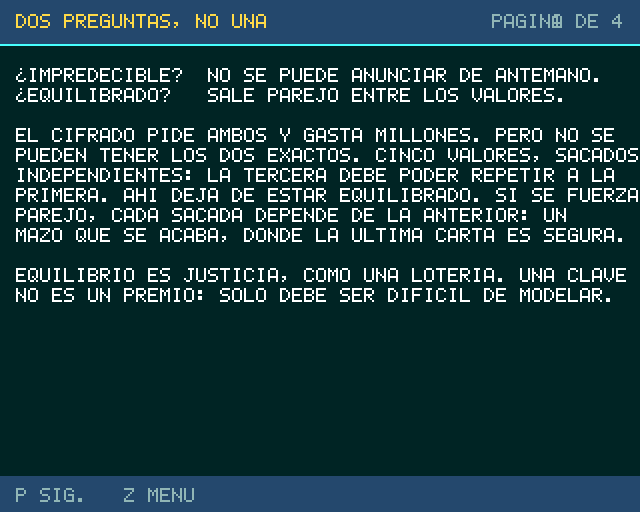 DOS PREGUNTAS, NO UNA
PAGINA DE 4
¿IMPREDECIBLE? NO SE PUEDE ANUNCIAR DE ANTEMANO.
¿EQUILIBRADO? SALE PAREJO ENTRE LOS VALORES.
EL CIFRADO PIDE AMBOS Y GASTA MILLONES. PERO NO SE
PUEDEN TENER LOS DOS EXACTOS. CINCO VALORES, SACADOS
INDEPENDIENTES: LA TERCERA DEBE PODER REPETIR A LA
PRIMERA. AHI DEJA DE ESTAR EQUILIBRADO. SI SE FUERZA
PAREJO, CADA SACADA DEPENDE DE LA ANTERIOR: UN
MAZO QUE SE ACABA, DONDE LA ULTIMA CARTA ES SEGURA.
EQUILIBRIO ES JUSTICIA, COMO UNA LOTERIA. UNA CLAVE
NO ES UN PREMIO: SOLO DEBE SER DIFICIL DE MODELAR.
P SIG. Z MENU